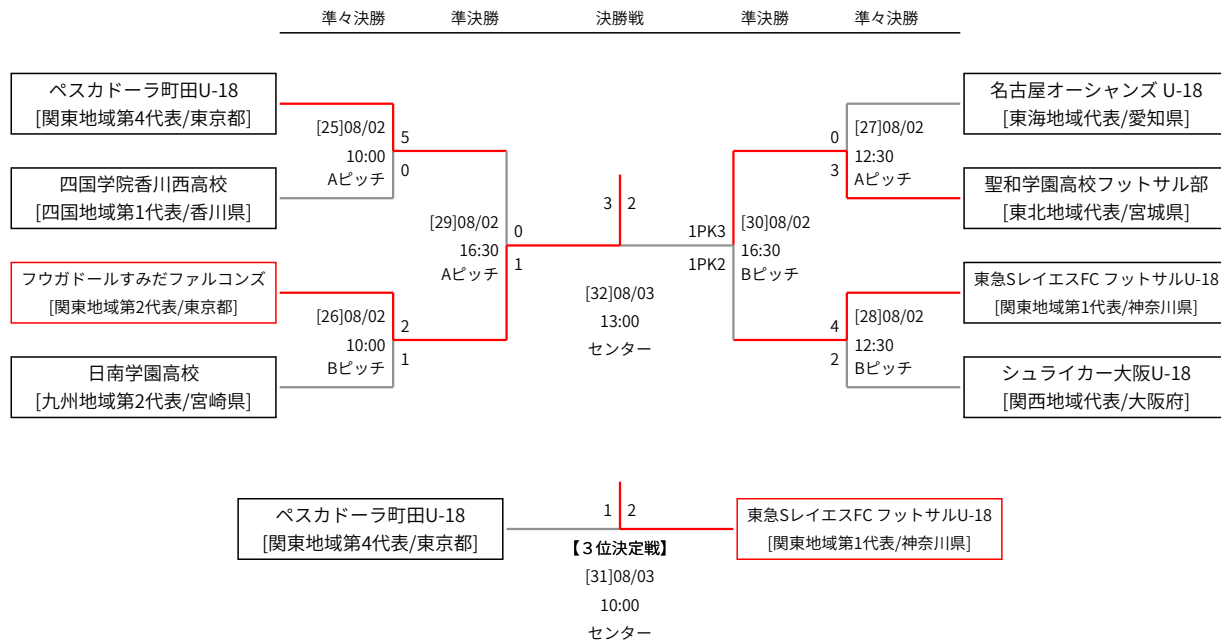 準々決勝 準決勝 決勝戦 準決勝 準々決勝
ペスカドーラ町田U-18
[関東地域第4代表/東京都]
四国学院香川西高校
[四国地域第1代表/香川県]
フウガドールすみだファルコンズ
[関東地域第2代表/東京都]
日南学園高校
[九州地域第2代表/宮崎県]
[25]08/02
10:00
Aピッチ
5
0
[26]08/02
10:00
Bピッチ
2
1
[29]08/02
16:30
Aピッチ
0
1
3 2
[32]08/03
13:00
センター
1PK3
1PK2
[30]08/02
16:30
Bピッチ
0
3
[27]08/02
12:30
Aピッチ
4
2
[28]08/02
12:30
Bピッチ
名古屋オーシャンズ U-18
[東海地域代表/愛知県]
聖和学園高校フットサル部
[東北地域代表/宮城県]
東急SレイエスFC フットサルU-18
[関東地域第1代表/神奈川県]
シュライカー大阪U-18
[関西地域代表/大阪府]
ペスカドーラ町田U-18
[関東地域第4代表/東京都]
1 2
【３位決定戦】
[31]08/03
10:00
センター
東急SレイエスFC フットサルU-18
[関東地域第1代表/神奈川県]